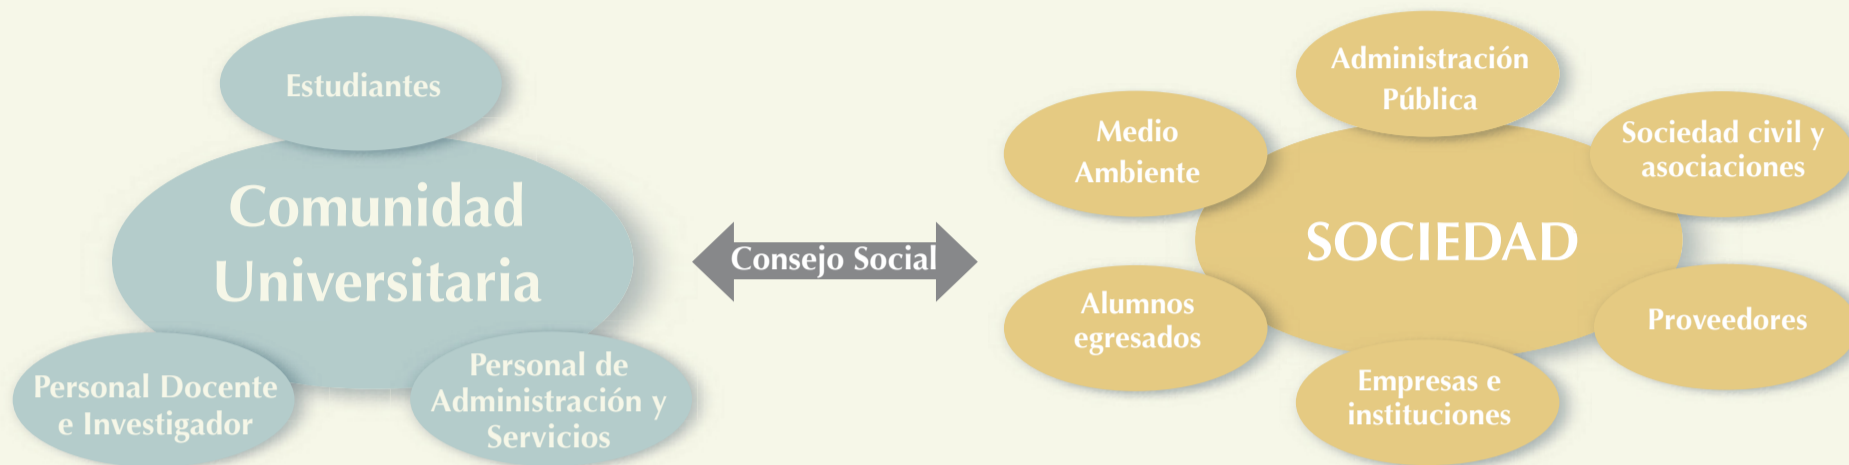 Estudiantes
Comunidad
Universitaria
Personal Docente
e Investigador
Personal de
Administración y
Servicios
Consejo Social
Administración
Pública
Medio
Ambiente
Sociedad civil y
asociaciones
SOCIEDAD
Alumnos
egresados
Proveedores
Empresas e
instituciones